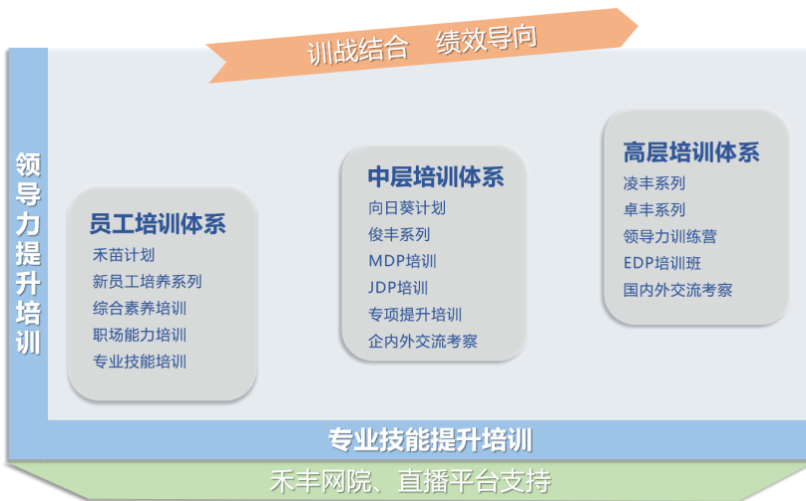 训战结合 绩效导向
领导力提升培训
员工培训体系
禾苗计划
新员工培养系列
综合素养培训
职场能力培训
专业技能培训
中层培训体系
向日葵计划
俊丰系列
MDP培训
JDP培训
专项提升培训
企内外交流考察
高层培训体系
凌丰系列
卓丰系列
领导力训练营
EDP培训班
国内外交流考察
专业技能提升培训
禾丰网院、直播平台支持